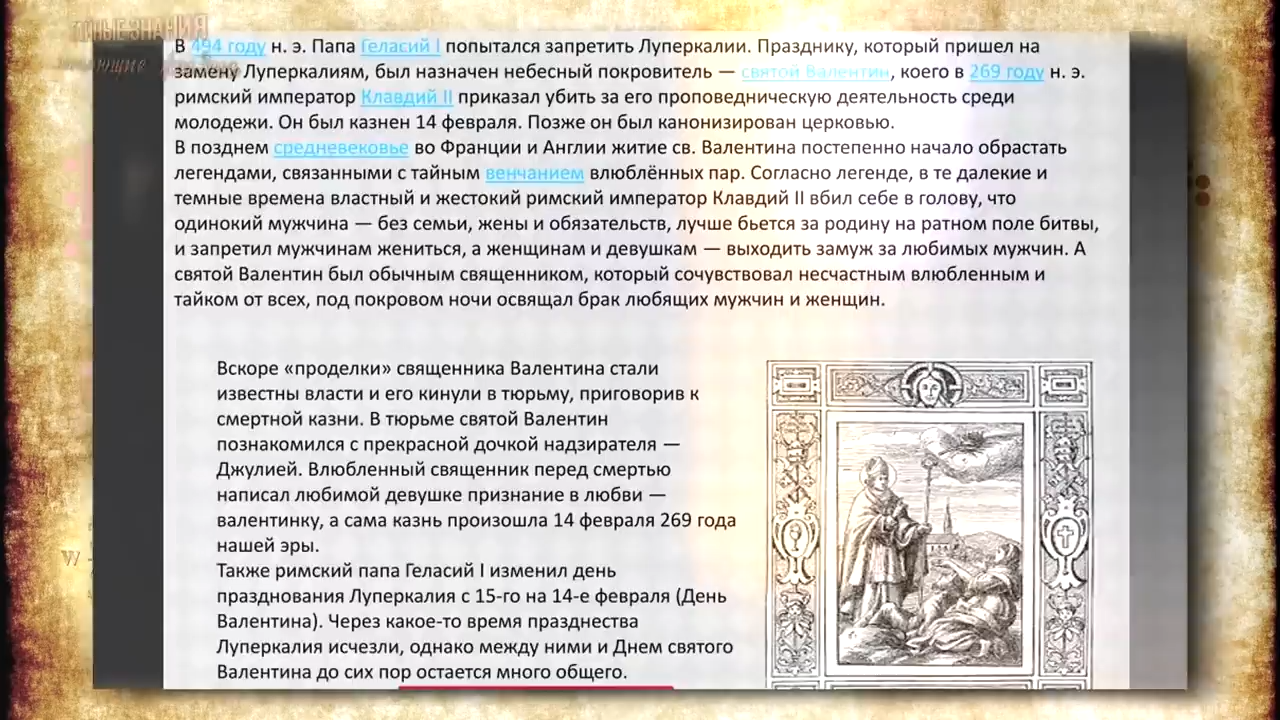 В 494 году н. э. Папа Геласий I попытался запретить Луперкалии. Празднику, который пришел на
замену Луперкалиям, был назначен небесный покровитель — святой Валентин, коего в 269 году н. э.
римский император Клавдий II приказал убить за его проповедническую деятельность среди
молодежи. Он был казнен 14 февраля. Позже он был канонизирован церковью.
В позднем средневековье во Франции и Англии житие св. Валентина постепенно начало обрастать
легендами, связанными с тайным венчанием влюблённых пар. Согласно легенде, в те далекие и
темные времена властный и жестокий римский император Клавдий II вбил себе в голову, что
одинокий мужчина — без семьи, жены и обязательств, лучше бьется за родину на ратном поле битвы,
и запретил мужчинам жениться, а женщинам и девушкам — выходить замуж за любимых мужчин. А
святой Валентин был обычным священником, который сочувствовал несчастным влюбленным и
тайком от всех, под покровом ночи освящал брак любящих мужчин и женщин.
Вскоре «проделки» священника Валентина стали
известны власти и его кинули в тюрьму, приговорив к
смертной казни. В тюрьме святой Валентин
познакомился с прекрасной дочкой надзирателя —
Джулией. Влюбленный священник перед смертью
написал любимой девушке признание в любви —
валентинку, а сама казнь произошла 14 февраля 269 года
нашей эры.
Также римский папа Геласий I изменил день
празднования Луперкалия с 15-го на 14-е февраля (День
Валентина). Через какое-то время празднества
Луперкалия исчезли, однако между ними и Днем святого
Валентина до сих пор остается много общего.